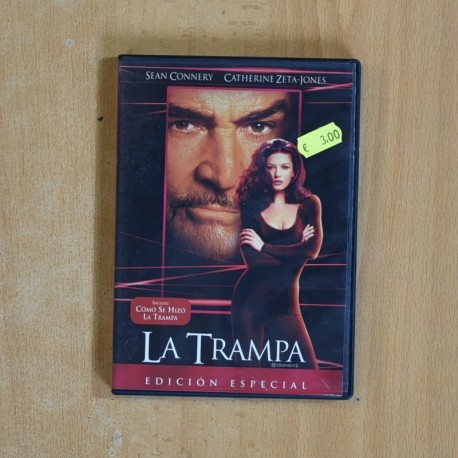 SEAN CONNERY CATHERINE ZETA-JONES
€ 3,00
INCLUYE:
CÓMO SE HIZO
LA TRAMPA
LA TRAMPA
EDICIÓN ESPECIAL